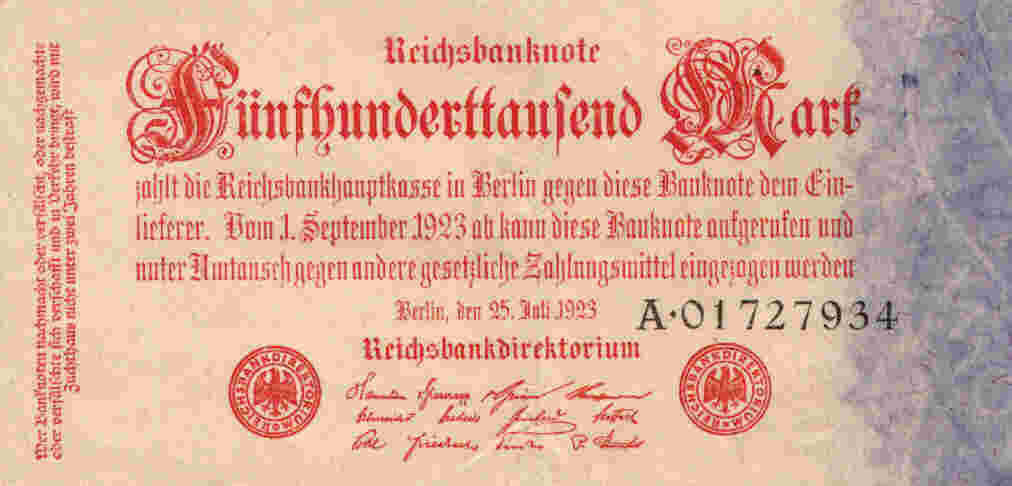 Reichsbanknote
Fünfhunderttausend Mark
zahlt die Reichsbankhauptkasse in Berlin gegen diese Banknote dem Ein-
lieferer. Vom 1. September 1923 ab kann diese Banknote aufgerufen und
unter Umtausch gegen andere gesetzliche Zahlungsmittel eingezogen werden
Berlin, den 25. Juli 1923
A·01727934
Reichsbankdirektorium
REICHSBANKDIREKTORIUM
REICHSBANKDIREKTORIUM
Wer Banknoten nachmacht oder verfälscht, oder nachgemachte
oder verfälschte sich verschafft und in Verkehr bringt, wird mit
Zuchthaus nicht unter zwei Jahren bestraft